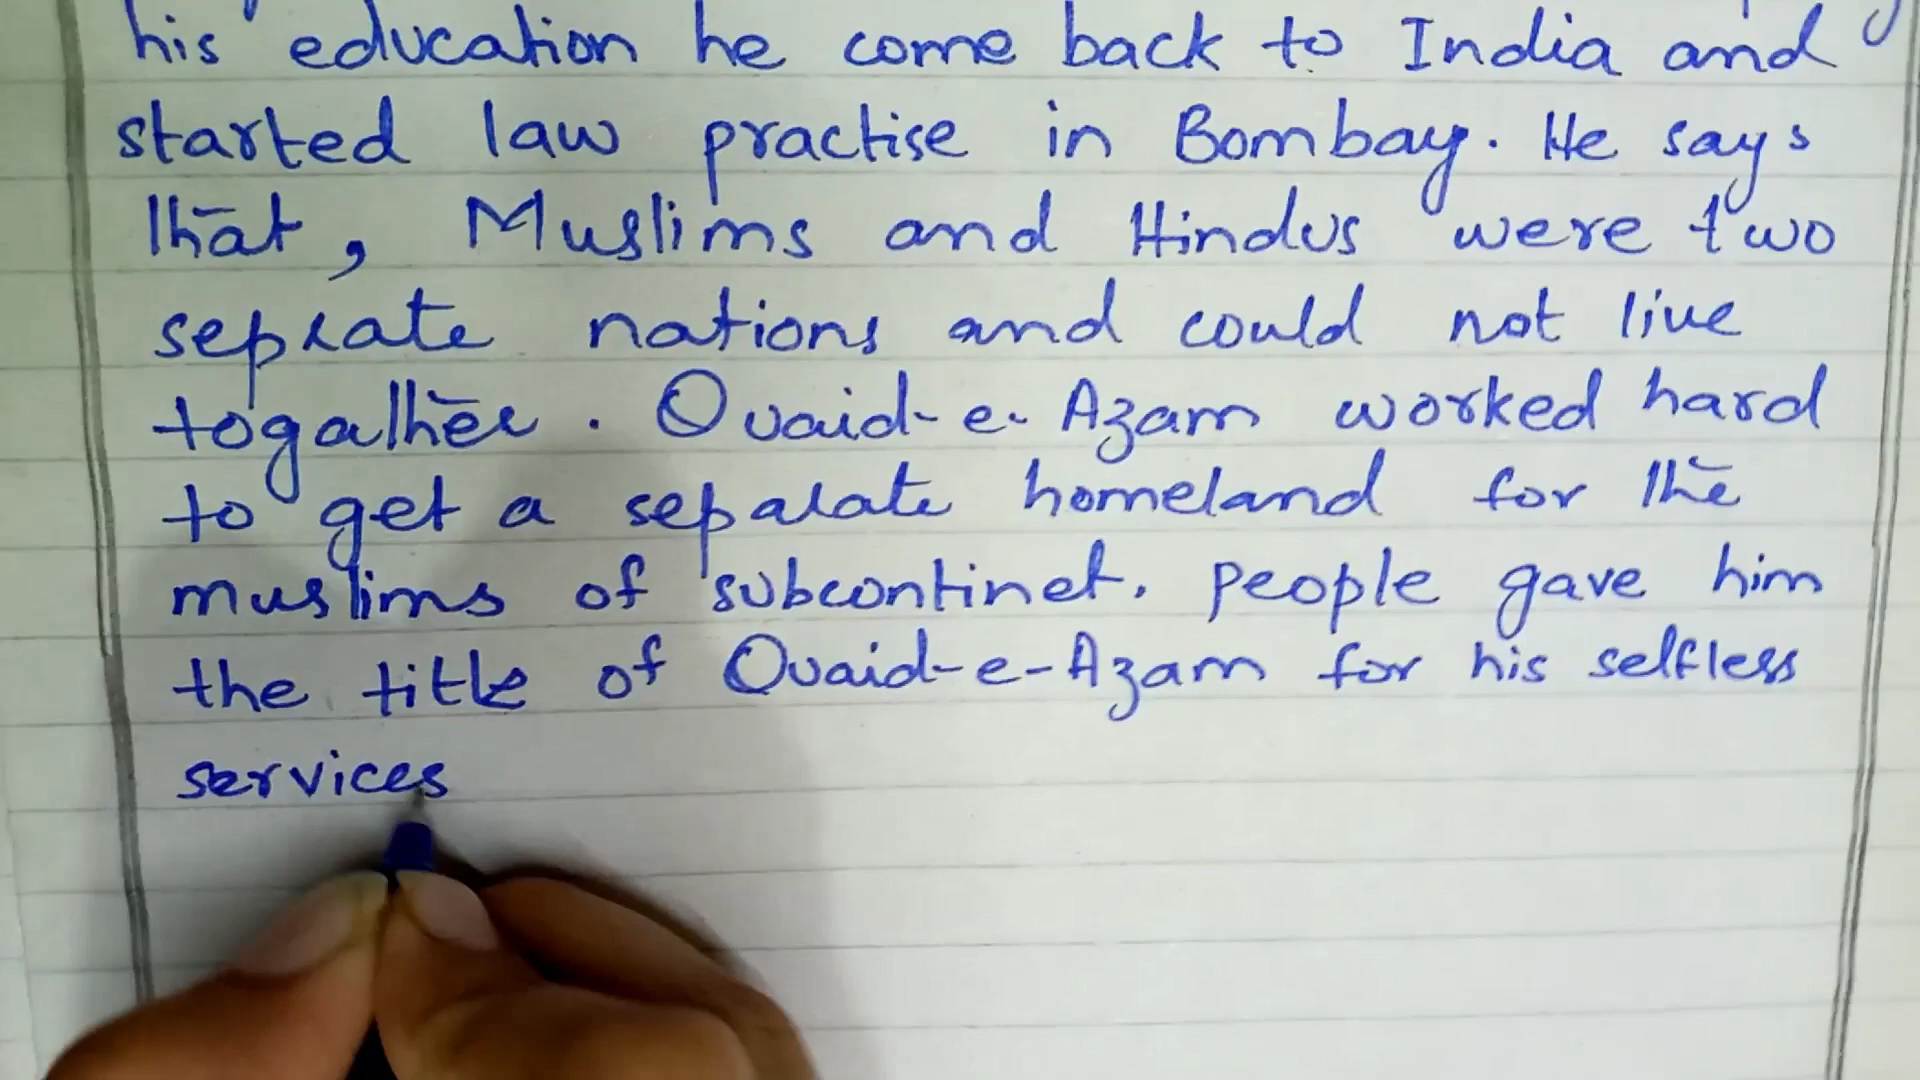 his education he come back to India and
started law practise in Bombay. He says
that, Muslims and Hindus were two
seprate nations and could not live
togather. Quaid-e-Azam worked hard
to get a separate homeland for the
muslims of subcontinet. people gave him
the title of Quaid-e-Azam for his selfless
services